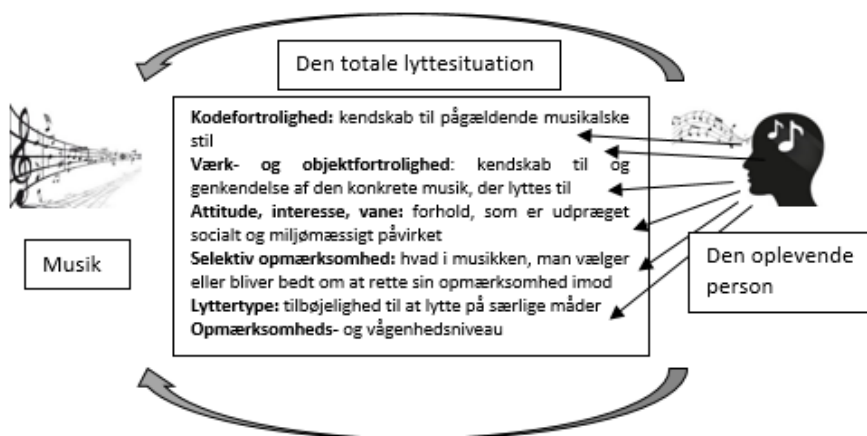 Den totale lyttesituation
Kodefortrolighed: kendskab til pågældende musikalske
stil
Værk- og objektfortrolighed: kendskab til og
genkendelse af den konkrete musik, der lyttes til
Attitude, interesse, vane: forhold, som er udpræget
socialt og miljømæssigt påvirket
Selektiv opmærksomhed: hvad i musikken, man vælger
eller bliver bedt om at rette sin opmærksomhed imod
Lyttertype: tilbøjelighed til at lytte på særlige måder
Opmærksomheds- og vågenhedsniveau
Musik
Den oplevende
person